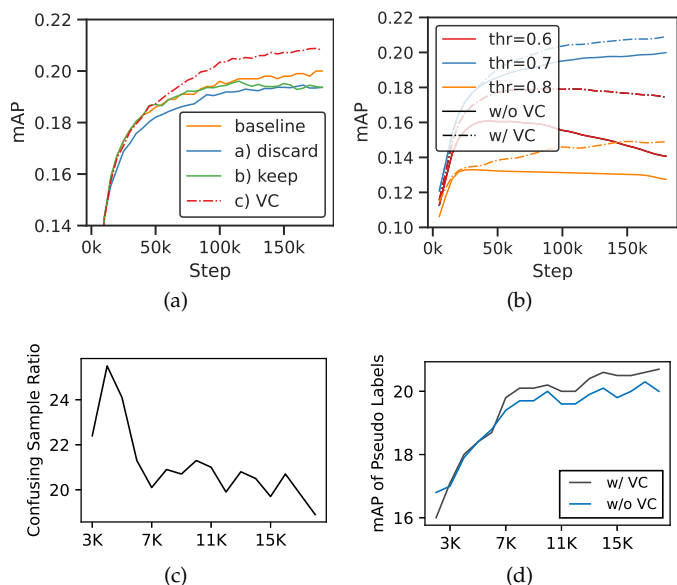 0.22
0.20
0.18
0.16
0.14
mAP
baseline
a) discard
b) keep
c) VC
0k 50k 100k 150k
Step
(a)
0.22
0.20
0.18
0.16
0.14
0.12
0.10
mAP
thr=0.6
thr=0.7
thr=0.8
w/o VC
w/ VC
0k 50k 100k 150k
Step
(b)
Confusing Sample Ratio
24
22
20
3K 7K 11K 15K
(c)
mAP of Pseudo Labels
20
18
16
w/ VC
w/o VC
3K 7K 11K 15K
(d)